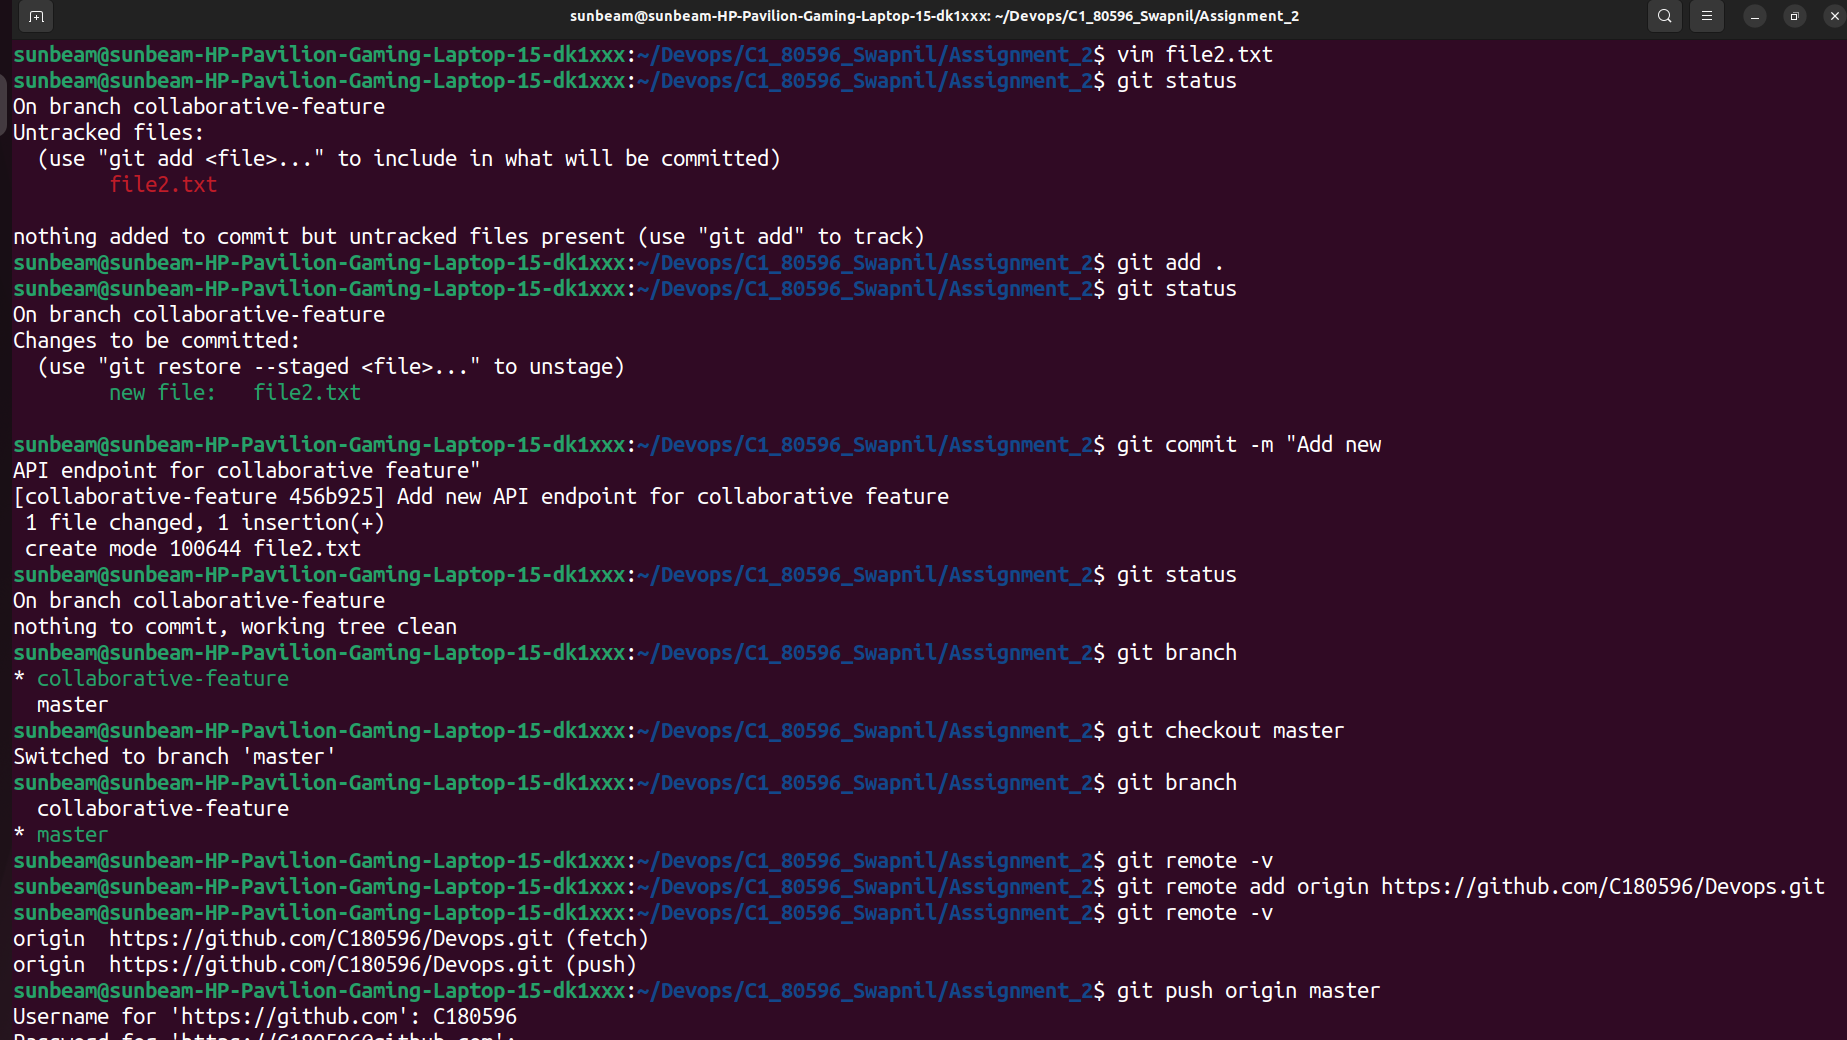 sunbeam@sunbeam-HP-Pavilion-Gaming-Laptop-15-dk1xxx: ~/Devops/C1_80596_Swapnil/Assignment_2
sunbeam@sunbeam-HP-Pavilion-Gaming-Laptop-15-dk1xxx:~/Devops/C1_80596_Swapnil/Assignment_2$ vim file2.txt
sunbeam@sunbeam-HP-Pavilion-Gaming-Laptop-15-dk1xxx:~/Devops/C1_80596_Swapnil/Assignment_2$ git status
On branch collaborative-feature
Untracked files:
  (use "git add <file>..." to include in what will be committed)
        file2.txt

nothing added to commit but untracked files present (use "git add" to track)
sunbeam@sunbeam-HP-Pavilion-Gaming-Laptop-15-dk1xxx:~/Devops/C1_80596_Swapnil/Assignment_2$ git add .
sunbeam@sunbeam-HP-Pavilion-Gaming-Laptop-15-dk1xxx:~/Devops/C1_80596_Swapnil/Assignment_2$ git status
On branch collaborative-feature
Changes to be committed:
  (use "git restore --staged <file>..." to unstage)
        new file:   file2.txt

sunbeam@sunbeam-HP-Pavilion-Gaming-Laptop-15-dk1xxx:~/Devops/C1_80596_Swapnil/Assignment_2$ git commit -m "Add new
API endpoint for collaborative feature"
[collaborative-feature 456b925] Add new API endpoint for collaborative feature
 1 file changed, 1 insertion(+)
 create mode 100644 file2.txt
sunbeam@sunbeam-HP-Pavilion-Gaming-Laptop-15-dk1xxx:~/Devops/C1_80596_Swapnil/Assignment_2$ git status
On branch collaborative-feature
nothing to commit, working tree clean
sunbeam@sunbeam-HP-Pavilion-Gaming-Laptop-15-dk1xxx:~/Devops/C1_80596_Swapnil/Assignment_2$ git branch
* collaborative-feature
  master
sunbeam@sunbeam-HP-Pavilion-Gaming-Laptop-15-dk1xxx:~/Devops/C1_80596_Swapnil/Assignment_2$ git checkout master
Switched to branch 'master'
sunbeam@sunbeam-HP-Pavilion-Gaming-Laptop-15-dk1xxx:~/Devops/C1_80596_Swapnil/Assignment_2$ git branch
  collaborative-feature
* master
sunbeam@sunbeam-HP-Pavilion-Gaming-Laptop-15-dk1xxx:~/Devops/C1_80596_Swapnil/Assignment_2$ git remote -v
sunbeam@sunbeam-HP-Pavilion-Gaming-Laptop-15-dk1xxx:~/Devops/C1_80596_Swapnil/Assignment_2$ git remote add origin https://github.com/C180596/Devops.git
sunbeam@sunbeam-HP-Pavilion-Gaming-Laptop-15-dk1xxx:~/Devops/C1_80596_Swapnil/Assignment_2$ git remote -v
origin  https://github.com/C180596/Devops.git (fetch)
origin  https://github.com/C180596/Devops.git (push)
sunbeam@sunbeam-HP-Pavilion-Gaming-Laptop-15-dk1xxx:~/Devops/C1_80596_Swapnil/Assignment_2$ git push origin master
Username for 'https://github.com': C180596
Password for 'https://C180596@github.com':